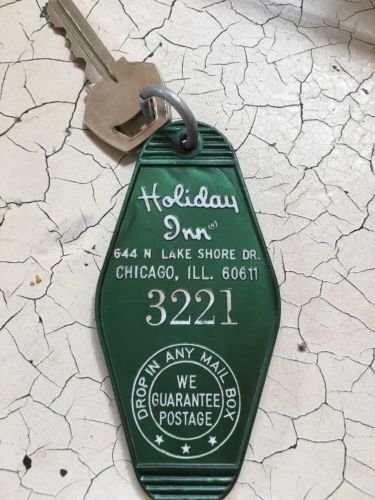 Holiday
Inn®
644 N. LAKE SHORE DR.
CHICAGO, ILL. 60611
3221
DROP IN ANY MAIL BOX
WE
GUARANTEE
POSTAGE